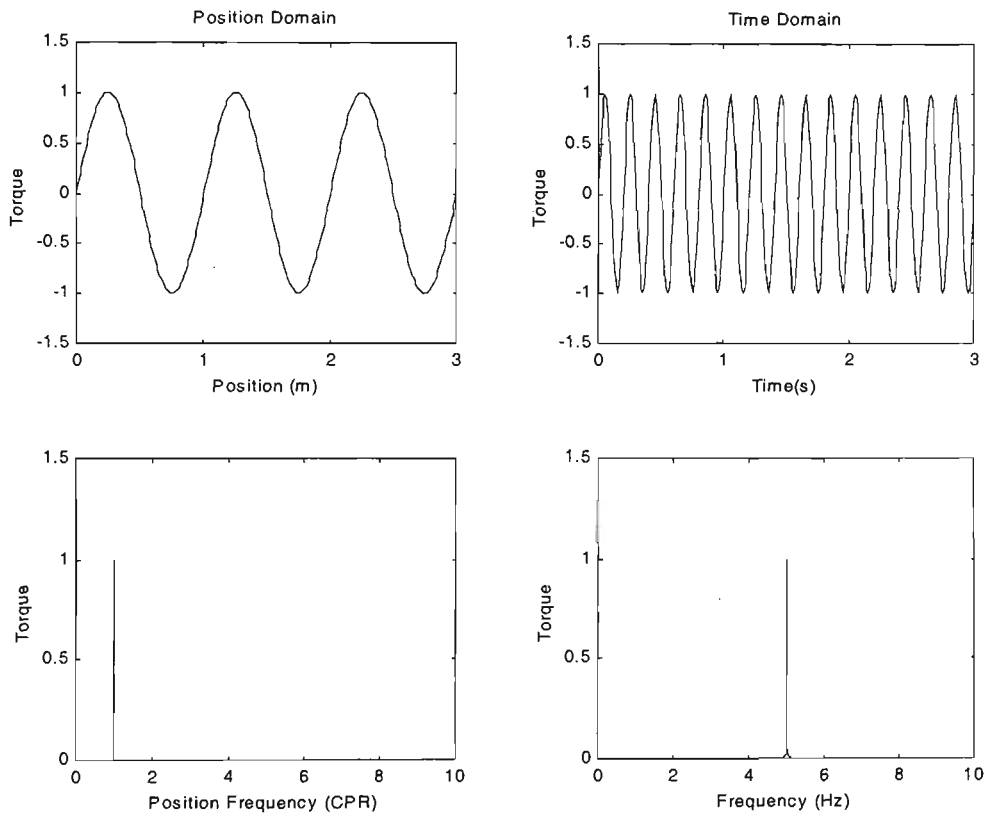 Position Domain
1.5
1
0.5
0
-0.5
-1
-1.5
Torque
0 1 2 3
Position (m)
Time Domain
1.5
1
0.5
0
-0.5
-1
-1.5
Torque
0 1 2 3
Time(s)
1.5
1
0.5
0
Torque
0 2 4 6 8 10
Position Frequency (CPR)
1.5
1
0.5
0
Torque
0 2 4 6 8 10
Frequency (Hz)